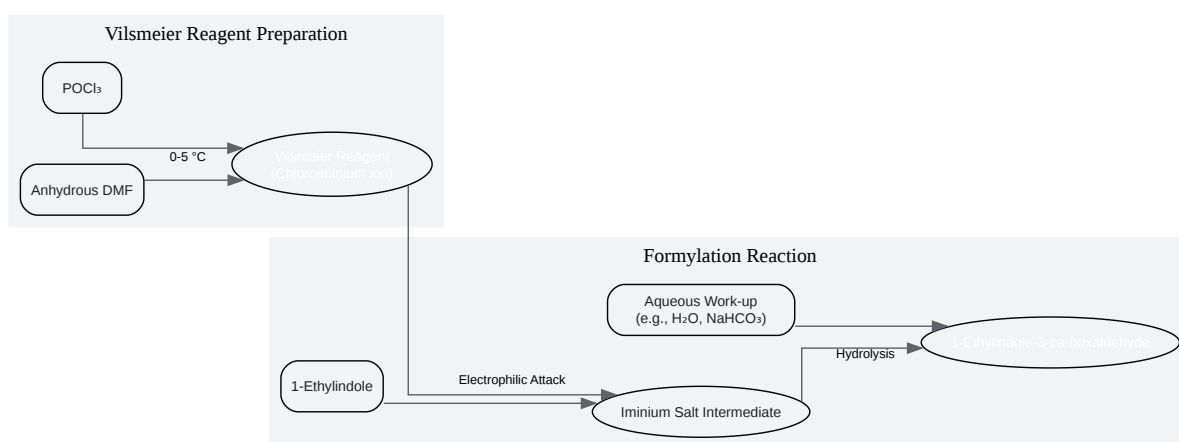 Vilsmeier Reagent Preparation
POCl₃
0-5 °C
Vilsmeier Reagent
(Chloroiminium Ion)
Anhydrous DMF
Formylation Reaction
Aqueous Work-up
(e.g., H₂O, NaHCO₃)
1-Ethylindole-3-carboxaldehyde
Hydrolysis
1-Ethylindole
Electrophilic Attack
Iminium Salt Intermediate